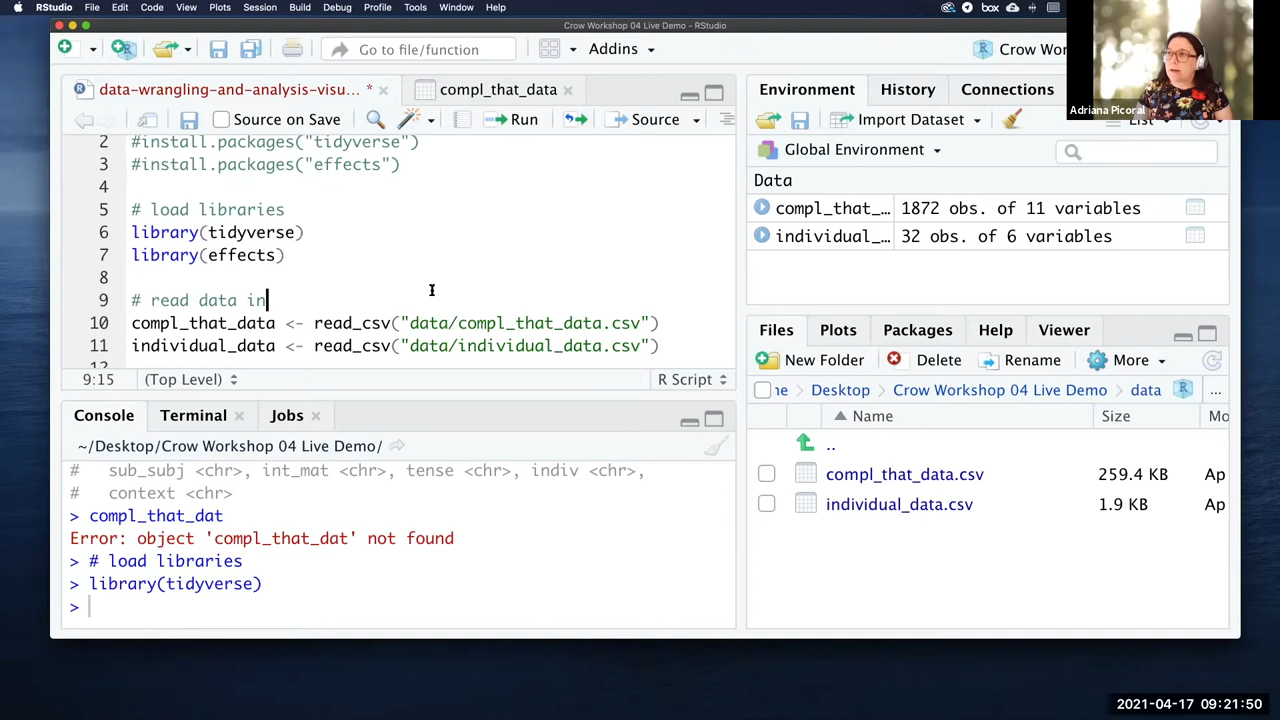 RStudio File Edit Code View Plots Session Build Debug Profile Tools Window Help
box
Crow Workshop 04 Live Demo - RStudio
Go to file/function
Addins
Crow Wor
Adriana Picoral
data-wrangling-and-analysis-visu... *
compl_that_data
Source on Save
Run
Source
2 #install.packages("tidyverse")
3 #install.packages("effects")
4
5 # load libraries
6 library(tidyverse)
7 library(effects)
8
9 # read data in
10 compl_that_data <- read_csv("data/compl_that_data.csv")
11 individual_data <- read_csv("data/individual_data.csv")
12
9:15 (Top Level) R Script
Console Terminal Jobs
~/Desktop/Crow Workshop 04 Live Demo/
# sub_subj <chr>, int_mat <chr>, tense <chr>, indiv <chr>,
# context <chr>
> compl_that_dat
Error: object 'compl_that_dat' not found
> # load libraries
> library(tidyverse)
>
Environment History Connections
Import Dataset
List
Global Environment
Data
compl_that_... 1872 obs. of 11 variables
individual_... 32 obs. of 6 variables
Files Plots Packages Help Viewer
New Folder Delete Rename More
ne Desktop Crow Workshop 04 Live Demo data ...
Name Size Mo
..
compl_that_data.csv 259.4 KB Ap
individual_data.csv 1.9 KB Ap
2021-04-17 09:21:50